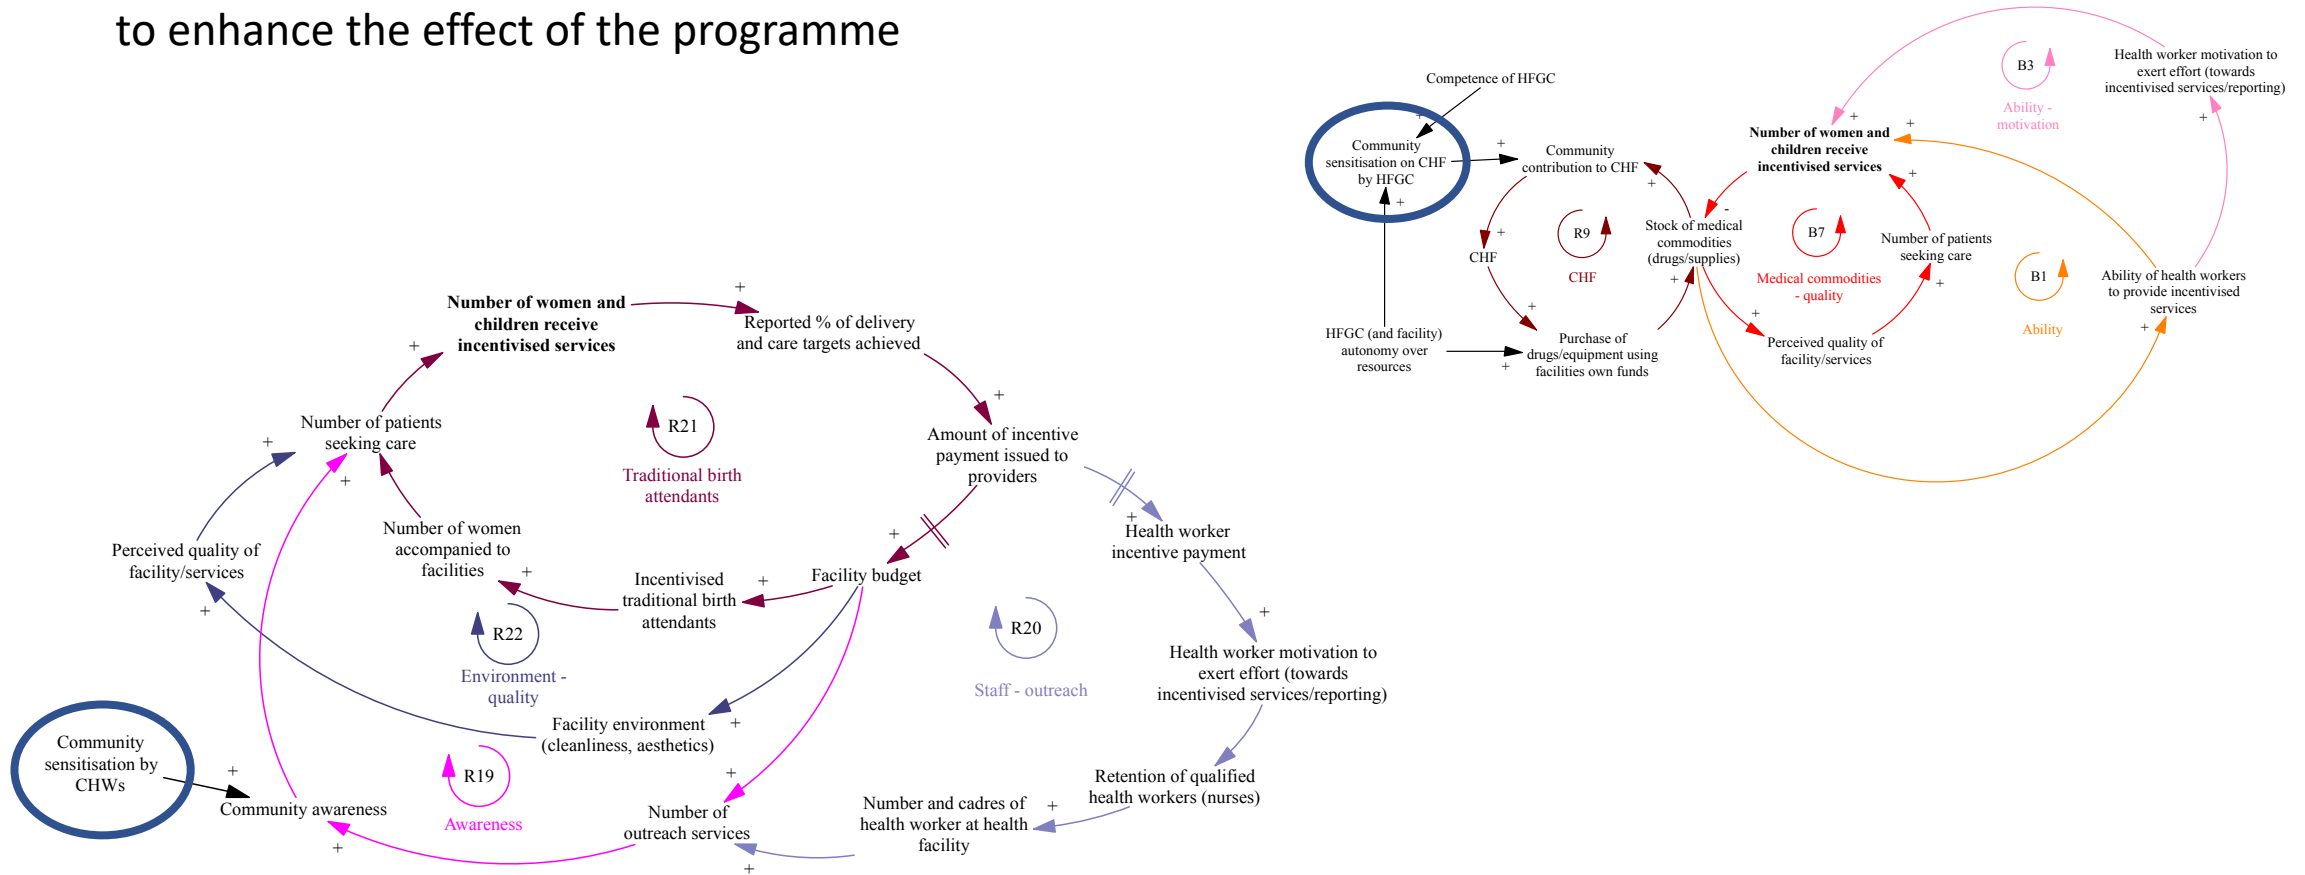 to enhance the effect of the programme
Competence of HFGC
+
Community
sensitisation on CHF
by HFGC
+
+
Community
contribution to CHF
+
+
CHF
R9
CHF
+
HFGC (and facility)
autonomy over
resources
+
Purchase of
drugs/equipment using
facilities own funds
+
Stock of medical
commodities
(drugs/supplies)
-
Number of women and
children receive
incentivised services
+
+
+
B7
Medical commodities
- quality
Number of patients
seeking care
+
+
Perceived quality of
facility/services
B3
Ability -
motivation
Health worker motivation to
exert effort (towards
incentivised services/reporting)
+
B1
Ability
Ability of health workers
to provide incentivised
services
+
Number of women and
children receive
incentivised services
+
Reported % of delivery
and care targets achieved
+
+
Number of patients
seeking care
+
+
R21
Traditional birth
attendants
Amount of incentive
payment issued to
providers
+
+
Health worker
incentive payment
Number of women
accompanied to
facilities
+
Perceived quality of
facility/services
+
Incentivised
traditional birth
attendants
+
Facility budget
R22
Environment -
quality
R20
Staff - outreach
+
Health worker motivation to
exert effort (towards
incentivised services/reporting)
Facility environment
(cleanliness, aesthetics)
+
Community
sensitisation by
CHWs
+
Community awareness
+
R19
Awareness
+
Number of
outreach services
+
Number and cadres of
health worker at health
facility
+
Retention of qualified
health workers (nurses)